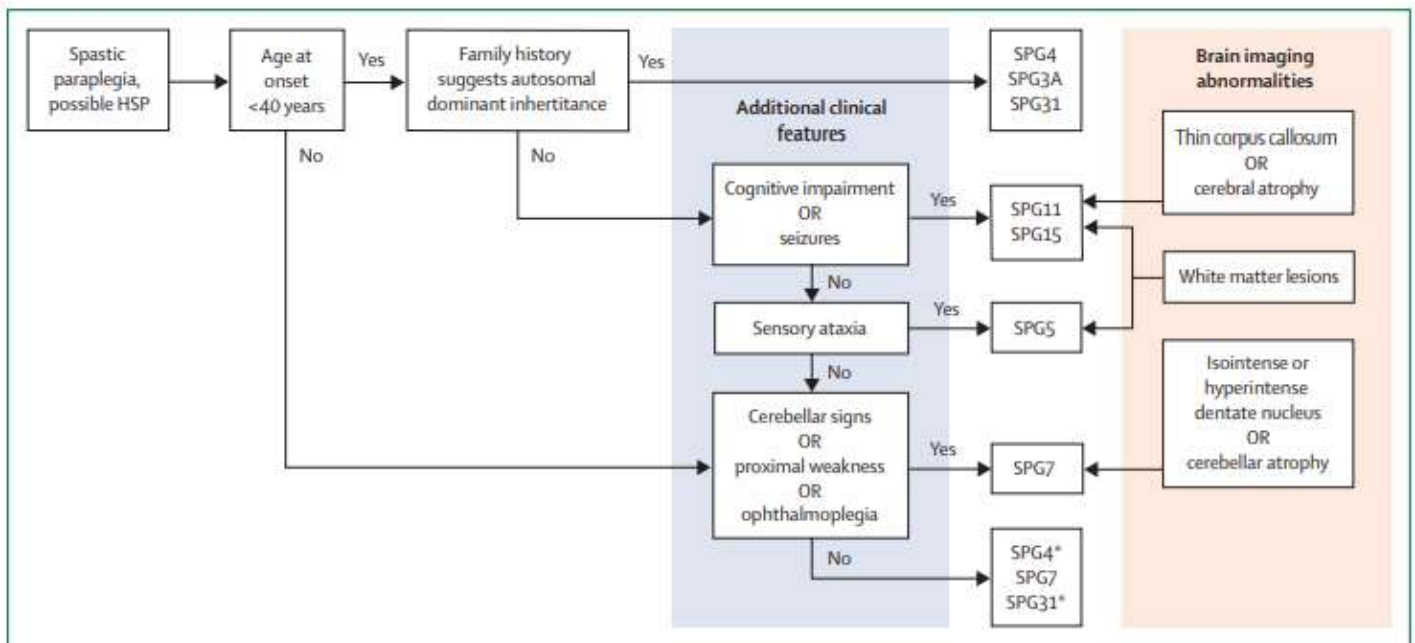 Spastic
paraplegia,
possible HSP
Age at
onset
<40 years
Yes
No
Family history
suggests autosomal
dominant inhertitance
Yes
No
Additional clinical
features
Cognitive impairment
OR
seizures
Yes
No
Sensory ataxia
Yes
No
Cerebellar signs
OR
proximal weakness
OR
ophthalmoplegia
Yes
No
SPG4
SPG3A
SPG31
SPG11
SPG15
SPG5
SPG7
SPG4*
SPG7
SPG31*
Brain imaging
abnormalities
Thin corpus callosum
OR
cerebral atrophy
White matter lesions
Isointense or
hyperintense
dentate nucleus
OR
cerebellar atrophy